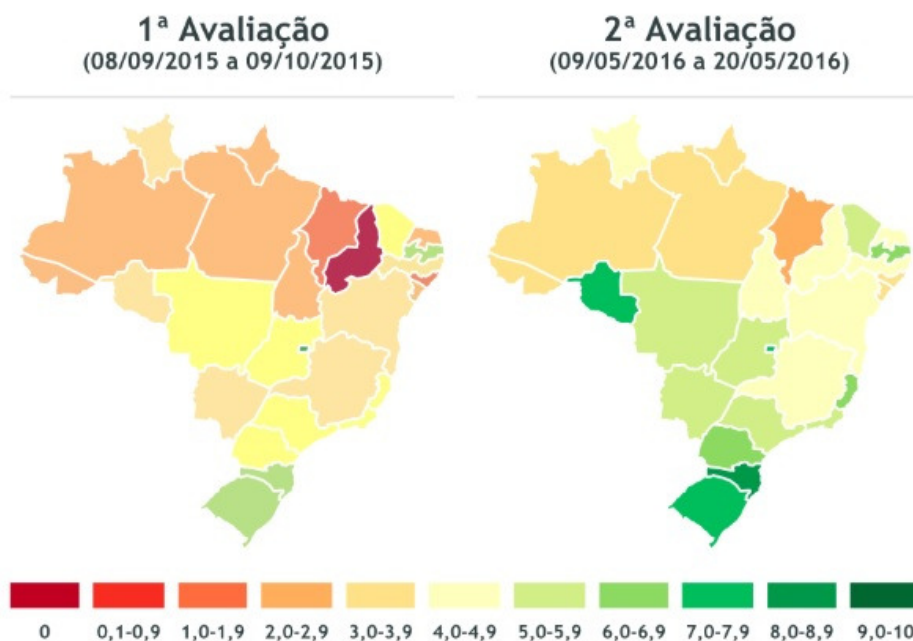 1ª Avaliação
(08/09/2015 a 09/10/2015)
2ª Avaliação
(09/05/2016 a 20/05/2016)
0 0,1-0,9 1,0-1,9 2,0-2,9 3,0-3,9 4,0-4,9 5,0-5,9 6,0-6,9 7,0-7,9 8,0-8,9 9,0-10